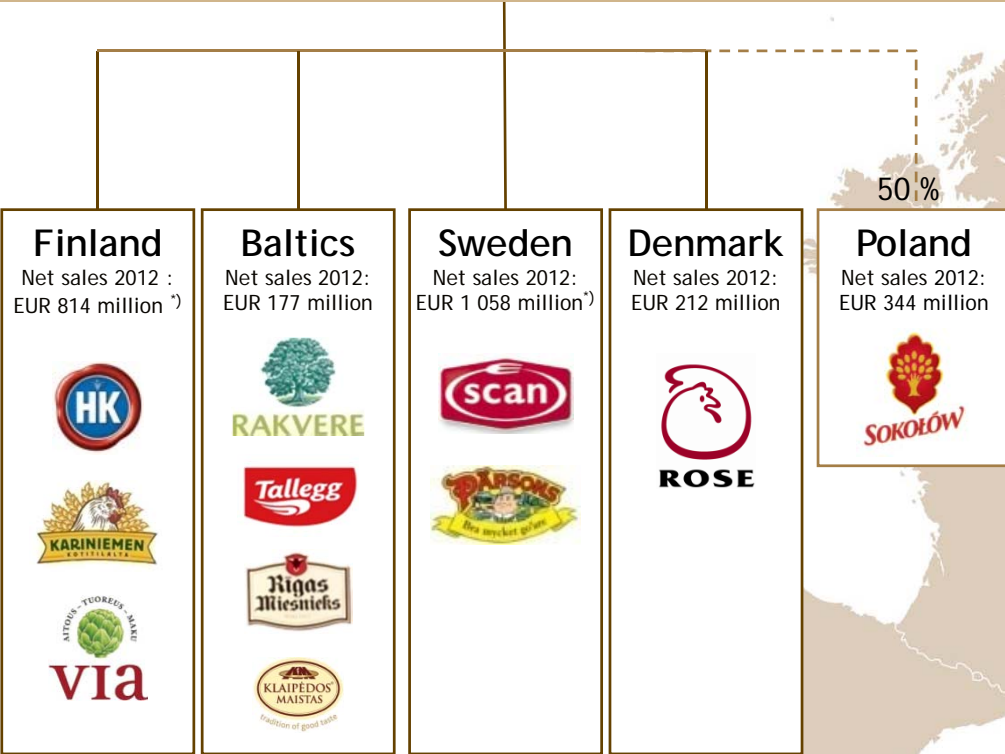 50 %
Finland
Net sales 2012 :
EUR 814 million *)
HK
KARINIEMEN
KOTITILALTA
AITOUS - TUOREUS - MAKU
via
Baltics
Net sales 2012:
EUR 177 million
RAKVERE
Tallegg
Rīgas
Miesnieks
KLAIPĖDOS
MAISTAS
tradition of good taste
Sweden
Net sales 2012:
EUR 1 058 million*)
scan
PÄRSONS
Bra mycket go'are
Denmark
Net sales 2012:
EUR 212 million
ROSE
Poland
Net sales 2012:
EUR 344 million
SOKOŁÓW